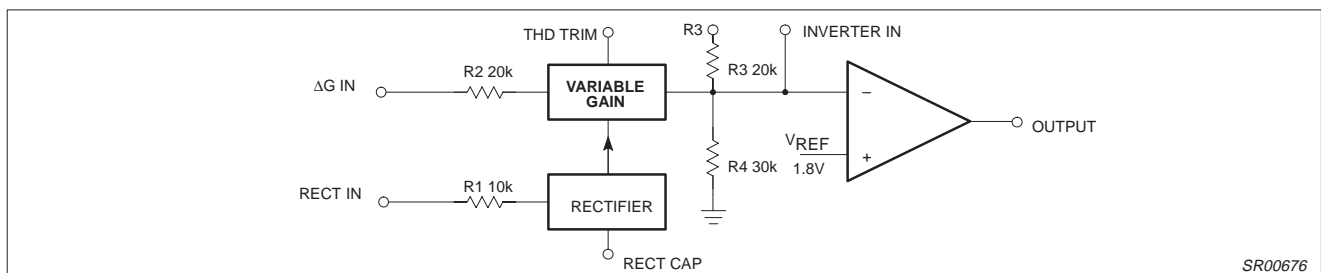 THD TRIM
R3
INVERTER IN
R2 20k
R3 20k
ΔG IN
VARIABLE
GAIN
−
OUTPUT
VREF
+
1.8V
R4 30k
R1 10k
RECT IN
RECTIFIER
RECT CAP
SR00676